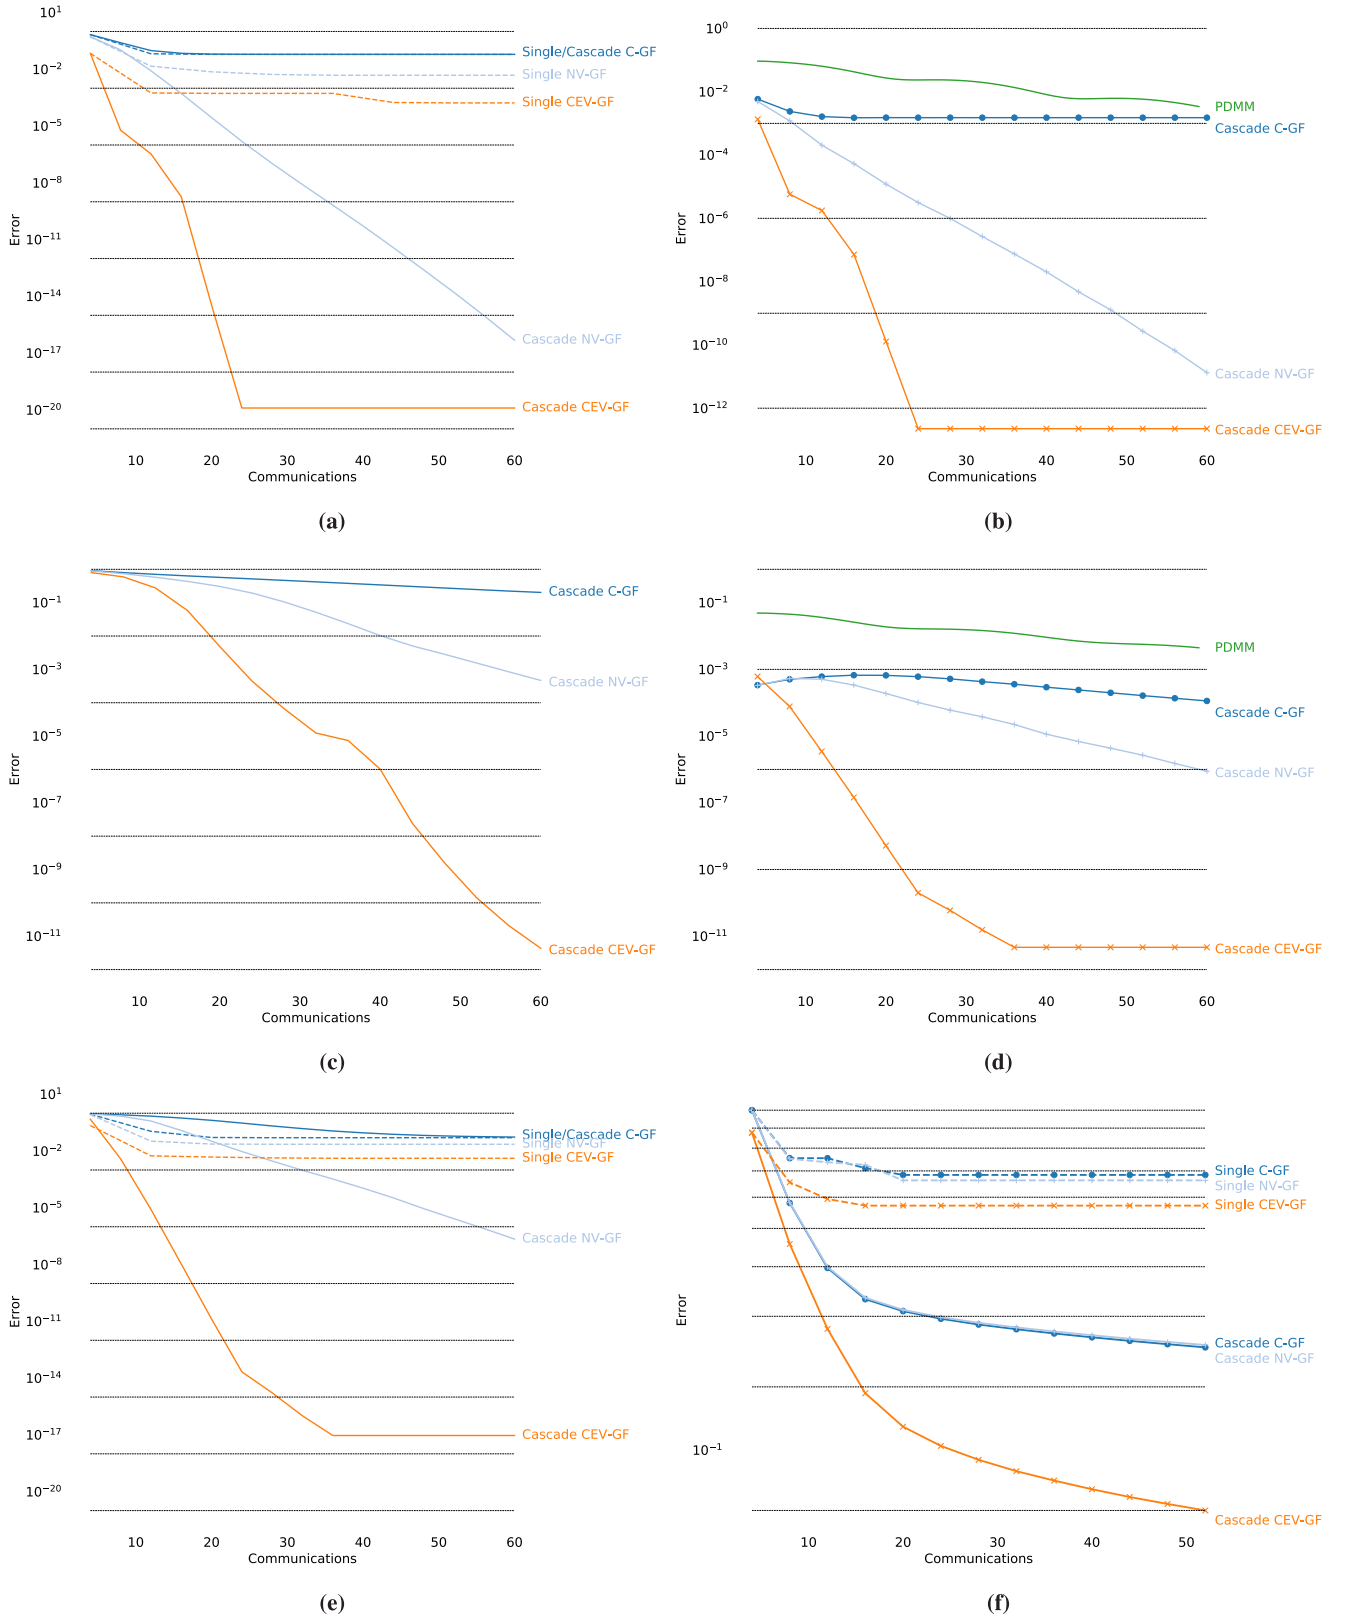 10^1
10^−2
10^−5
10^−8
10^−11
10^−14
10^−17
10^−20
Error
10 20 30 40 50 60
Communications
Single/Cascade C-GF
Single NV-GF
Single CEV-GF
Cascade NV-GF
Cascade CEV-GF
(a)
10^0
10^−2
10^−4
10^−6
10^−8
10^−10
10^−12
Error
10 20 30 40 50 60
Communications
PDMM
Cascade C-GF
Cascade NV-GF
Cascade CEV-GF
(b)
10^−1
10^−3
10^−5
10^−7
10^−9
10^−11
Error
10 20 30 40 50 60
Communications
Cascade C-GF
Cascade NV-GF
Cascade CEV-GF
(c)
10^−1
10^−3
10^−5
10^−7
10^−9
10^−11
Error
10 20 30 40 50 60
Communications
PDMM
Cascade C-GF
Cascade NV-GF
Cascade CEV-GF
(d)
10^1
10^−2
10^−5
10^−8
10^−11
10^−14
10^−17
10^−20
Error
10 20 30 40 50 60
Communications
Single/Cascade C-GF
Single NV-GF
Single CEV-GF
Cascade NV-GF
Cascade CEV-GF
(e)
10^−1
Error
10 20 30 40 50
Communications
Single C-GF
Single NV-GF
Single CEV-GF
Cascade C-GF
Cascade NV-GF
Cascade CEV-GF
(f)